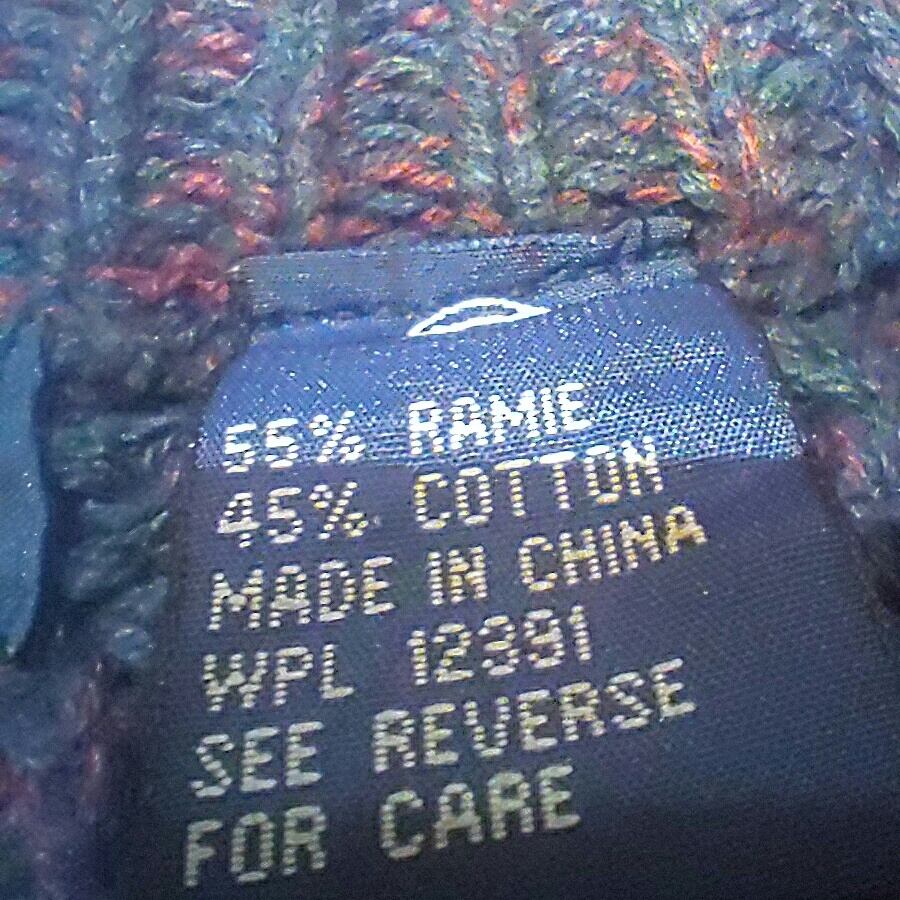 55% RAMIE
45% COTTON
MADE IN CHINA
WPL 12391
SEE REVERSE
FOR CARE